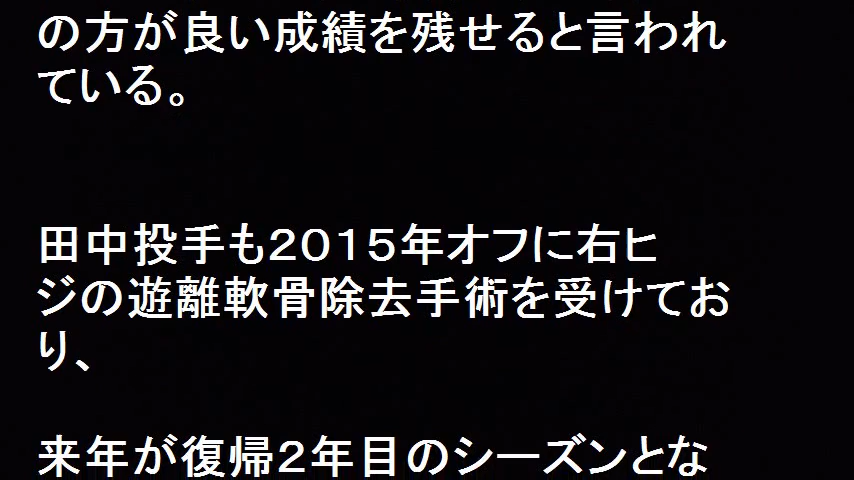 の方が良い成績を残せると言われ
ている。
田中投手も２０１５年オフに右ヒ
ジの遊離軟骨除去手術を受けてお
り、
来年が復帰２年目のシーズンとな